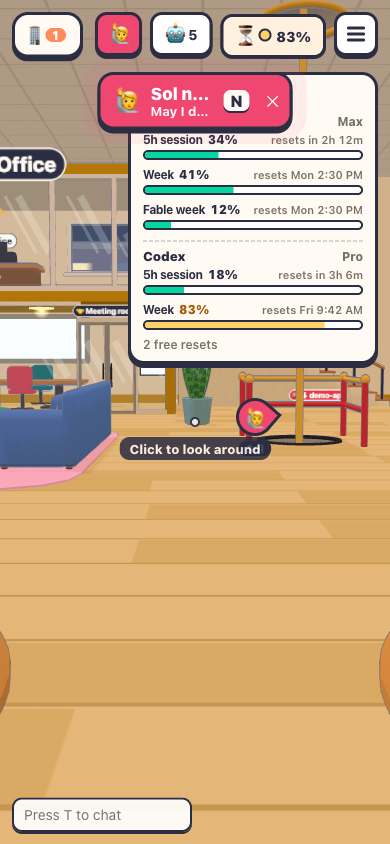 1
5
83%
Sol n...
May I d...
N
Max
5h session 34% resets in 2h 12m
Week 41% resets Mon 2:30 PM
Fable week 12% resets Mon 2:30 PM
Codex Pro
5h session 18% resets in 3h 6m
Week 83% resets Fri 9:42 AM
2 free resets
Office
Meeting roo
demo-ap
Click to look around
Press T to chat